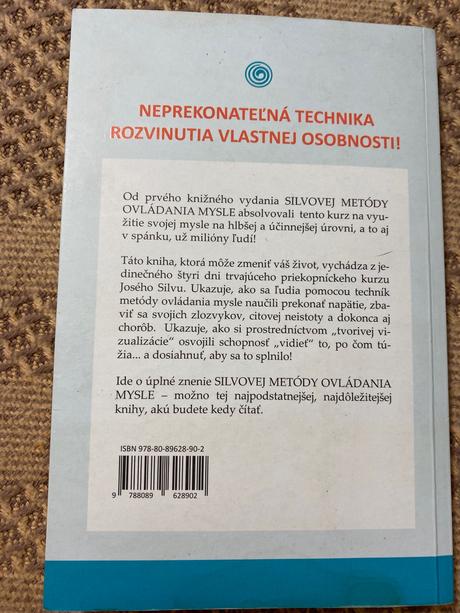 NEPREKONATEĽNÁ TECHNIKA
ROZVINUTIA VLASTNEJ OSOBNOSTI!
Od prvého knižného vydania SILVOVEJ METÓDY
OVLÁDANIA MYSLE absolvovali tento kurz na využ-
itie svojej mysle na hlbšej a účinnejšej úrovni, a to aj
v spánku, už milióny ľudí!
Táto kniha, ktorá môže zmeniť váš život, vychádza z je-
dinečného štyri dni trvajúceho priekopníckeho kurzu
Josého Silvu. Ukazuje, ako sa ľudia pomocou techník
metódy ovládania mysle naučili prekonať napätie, zba-
viť sa svojich zlozvykov, citovej neistoty a dokonca aj
chorôb. Ukazuje, ako si prostredníctvom „tvorivej vi-
zualizácie“ osvojili schopnosť „vidieť“ to, po čom tú-
žia... a dosiahnuť, aby sa to splnilo!
Ide o úplné znenie SILVOVEJ METÓDY OVLÁDANIA
MYSLE – možno tej najpodstatnejšej, najdôležitejšej
knihy, akú budete kedy čítať.
ISBN 978-80-89628-90-2
9 788089 628902